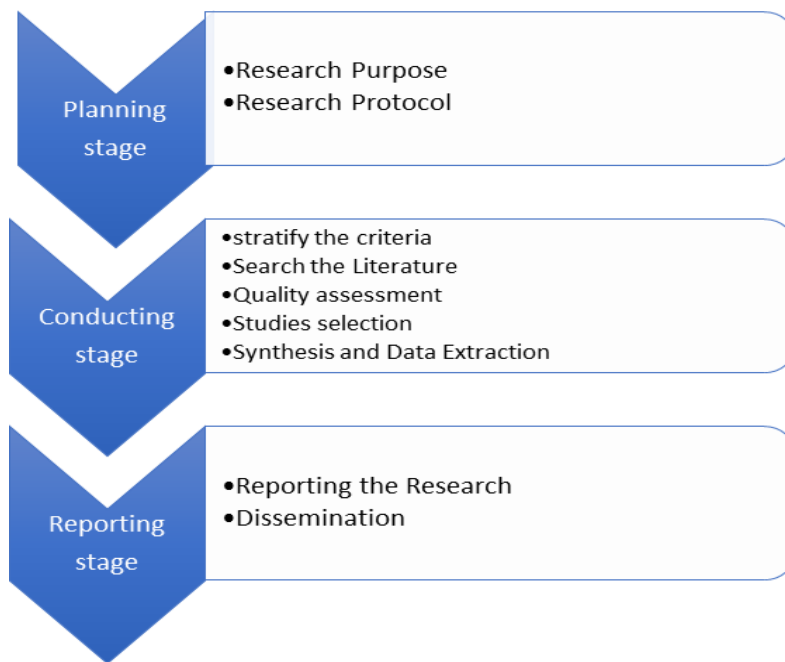 Planning
stage
•Research Purpose
•Research Protocol
Conducting
stage
•stratify the criteria
•Search the Literature
•Quality assessment
•Studies selection
•Synthesis and Data Extraction
Reporting
stage
•Reporting the Research
•Dissemination